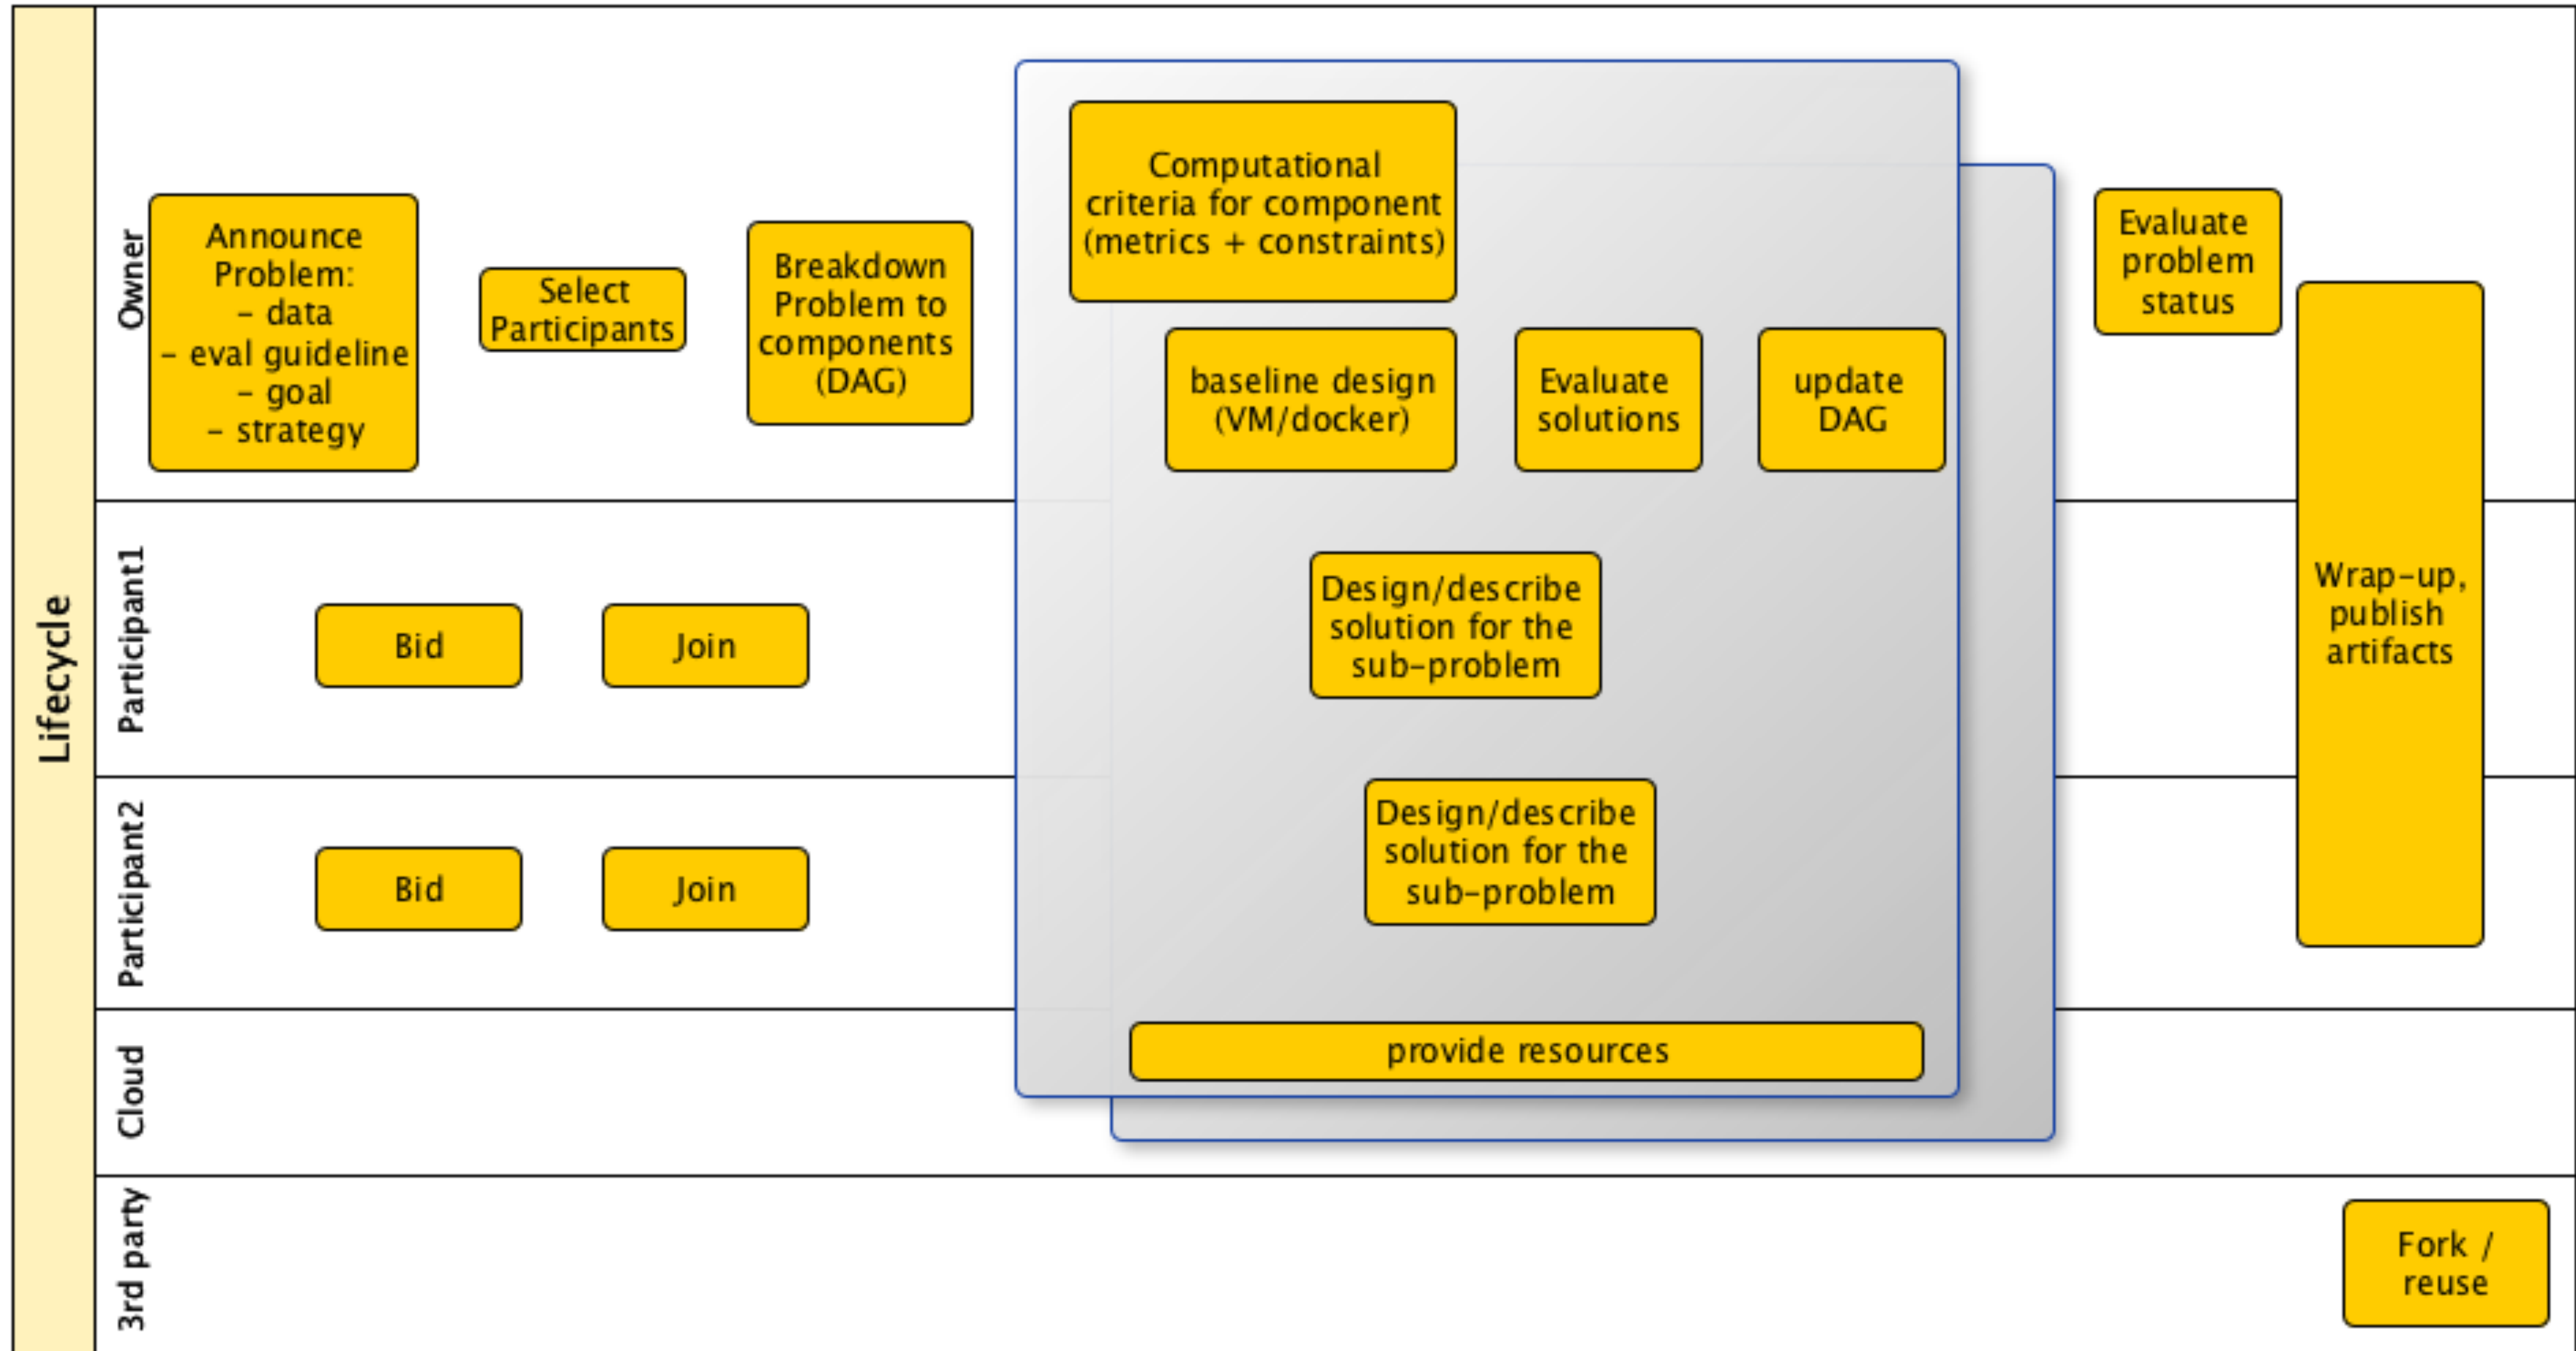 Lifecycle
Owner
Announce
Problem:
- data
- eval guideline
- goal
- strategy
Select
Participants
Breakdown
Problem to
components
(DAG)
Computational
criteria for component
(metrics + constraints)
baseline design
(VM/docker)
Evaluate
solutions
update
DAG
Evaluate
problem
status
Wrap-up,
publish
artifacts
Participant1
Bid
Join
Design/describe
solution for the
sub-problem
Participant2
Bid
Join
Design/describe
solution for the
sub-problem
Cloud
provide resources
3rd party
Fork /
reuse